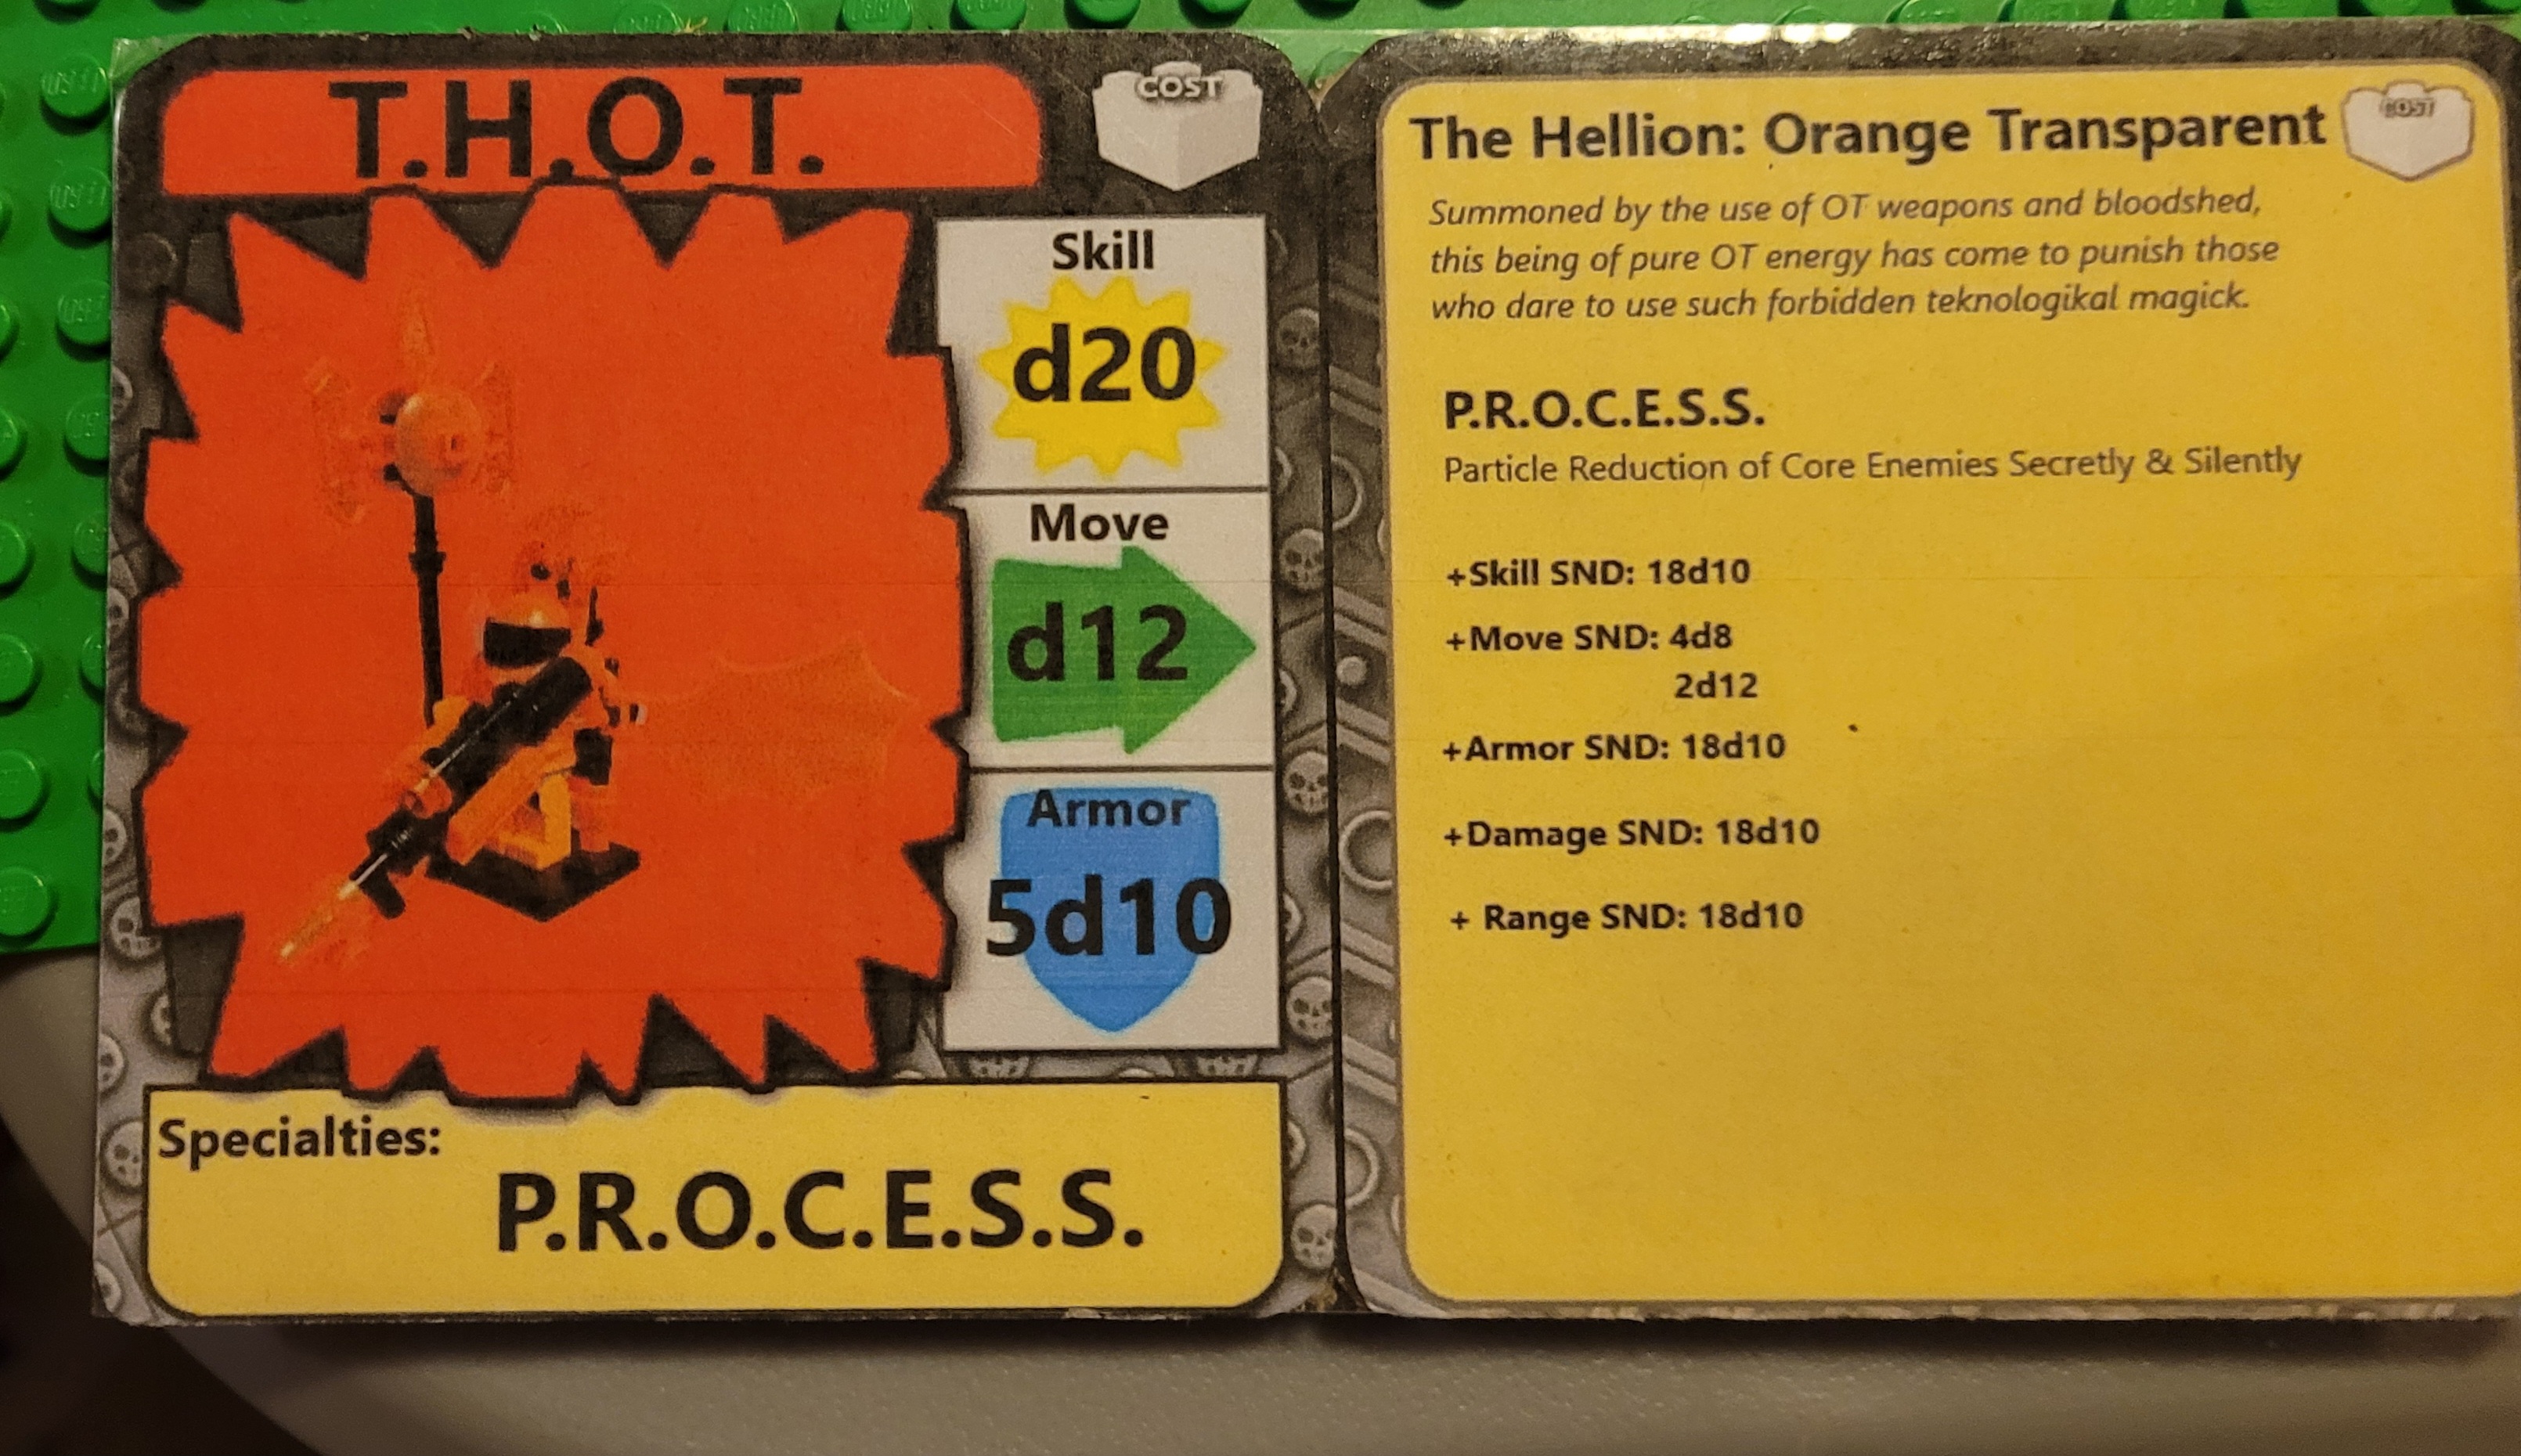 T.H.O.T.
COST
Skill
d20
Move
d12
Armor
5d10
Specialties:
P.R.O.C.E.S.S.
The Hellion: Orange Transparent
COST
Summoned by the use of OT weapons and bloodshed,
this being of pure OT energy has come to punish those
who dare to use such forbidden teknologikal magick.
P.R.O.C.E.S.S.
Particle Reduction of Core Enemies Secretly & Silently
+Skill SND: 18d10
+Move SND: 4d8
2d12
+Armor SND: 18d10
+Damage SND: 18d10
+ Range SND: 18d10